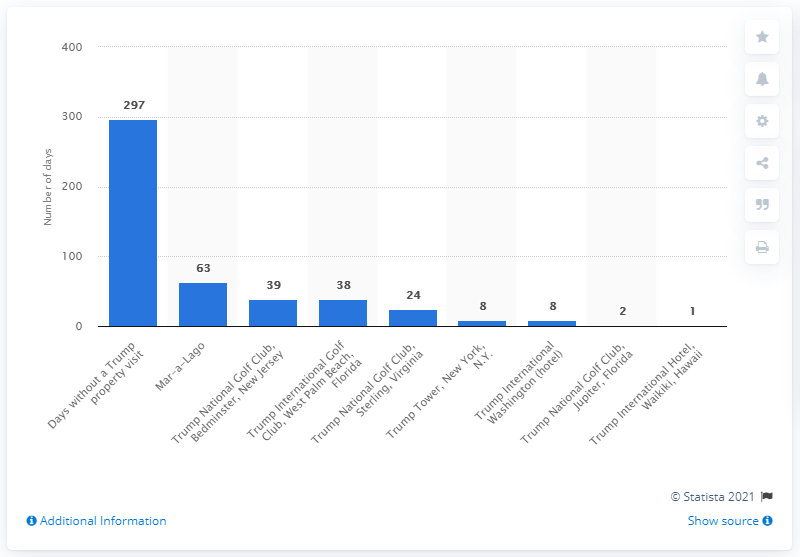 400
300
200
100
0
Number of days
297
63
39
38
24
8
8
2
1
Days without a Trump
property visit
Mar-a-Lago
Trump National Golf Club,
Bedminster, New Jersey
Trump International Golf
Club, West Palm Beach,
Florida
Trump National Golf Club,
Sterling, Virginia
Trump Tower, New York,
N.Y.
Trump International
Washington (hotel)
Trump National Golf Club,
Jupiter, Florida
Trump International Hotel,
Waikiki, Hawaii
© Statista 2021
Additional Information
Show source